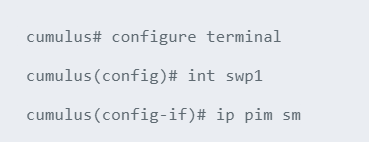 cumulus# configure terminal
cumulus(config)# int swp1
cumulus(config-if)# ip pim sm